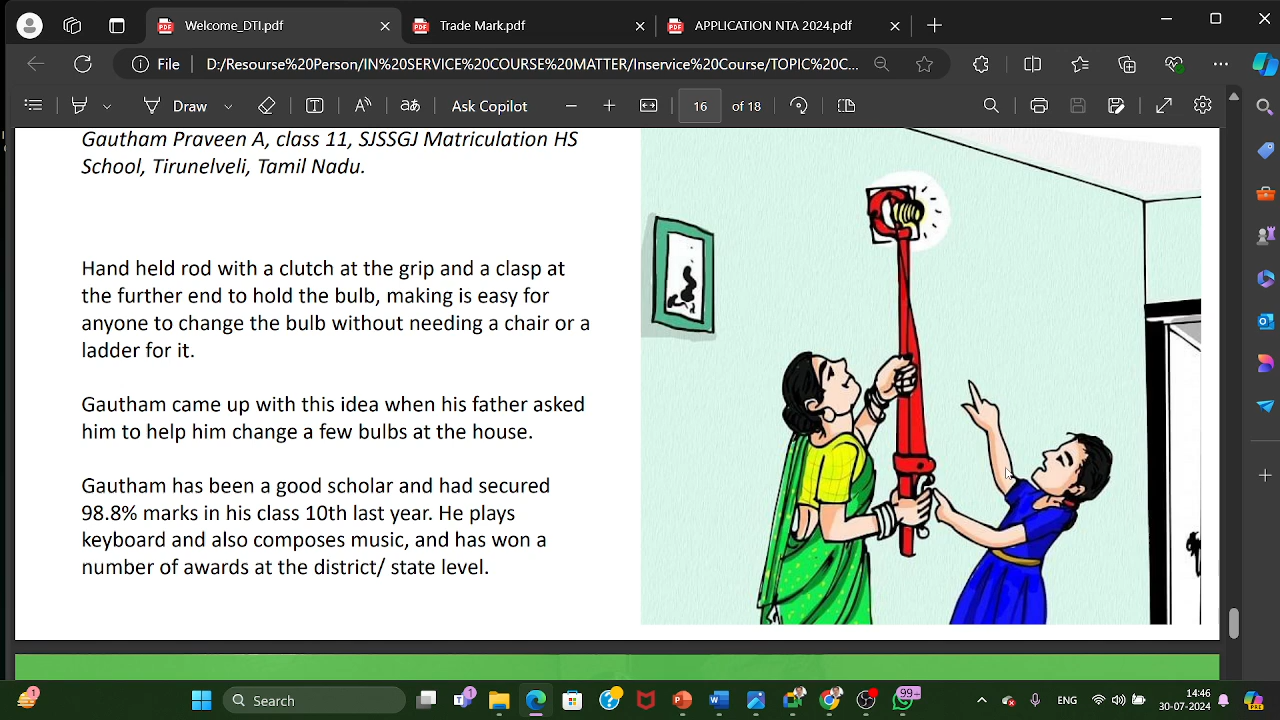 Welcome_DTI.pdf
Trade Mark.pdf
APPLICATION NTA 2024.pdf
File
D:/Resourse%20Person/IN%20SERVICE%20COURSE%20MATTER/Inservice%20Course/TOPIC%20C...
Draw
Ask Copilot
16 of 18
Gautham Praveen A, class 11, SJSSGJ Matriculation HS
School, Tirunelveli, Tamil Nadu.
Hand held rod with a clutch at the grip and a clasp at
the further end to hold the bulb, making is easy for
anyone to change the bulb without needing a chair or a
ladder for it.
Gautham came up with this idea when his father asked
him to help him change a few bulbs at the house.
Gautham has been a good scholar and had secured
98.8% marks in his class 10th last year. He plays
keyboard and also composes music, and has won a
number of awards at the district/ state level.
1
Search
1
99+
ENG
14:46
30-07-2024